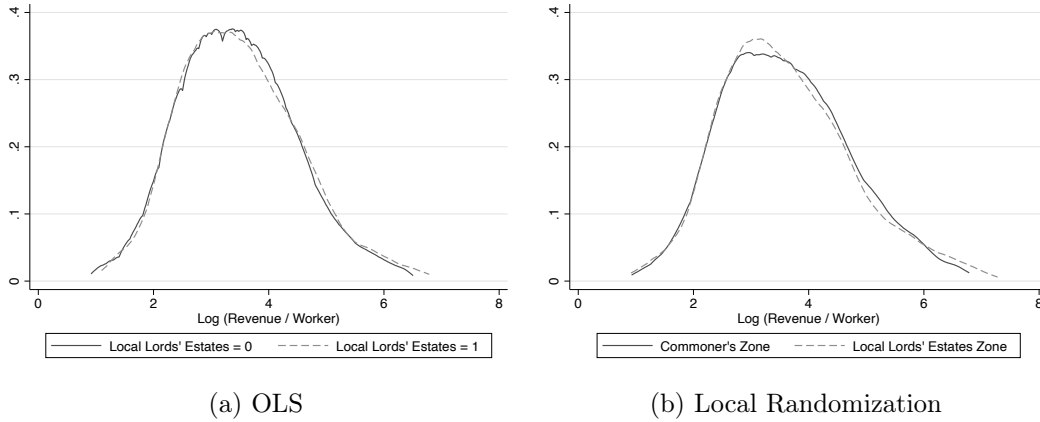 .4
.3
.2
.1
0
0 2 4 6 8
Log (Revenue / Worker)
Local Lords' Estates = 0 Local Lords' Estates = 1
(a) OLS
.4
.3
.2
.1
0
0 2 4 6 8
Log (Revenue / Worker)
Commoner's Zone Local Lords' Estates Zone
(b) Local Randomization